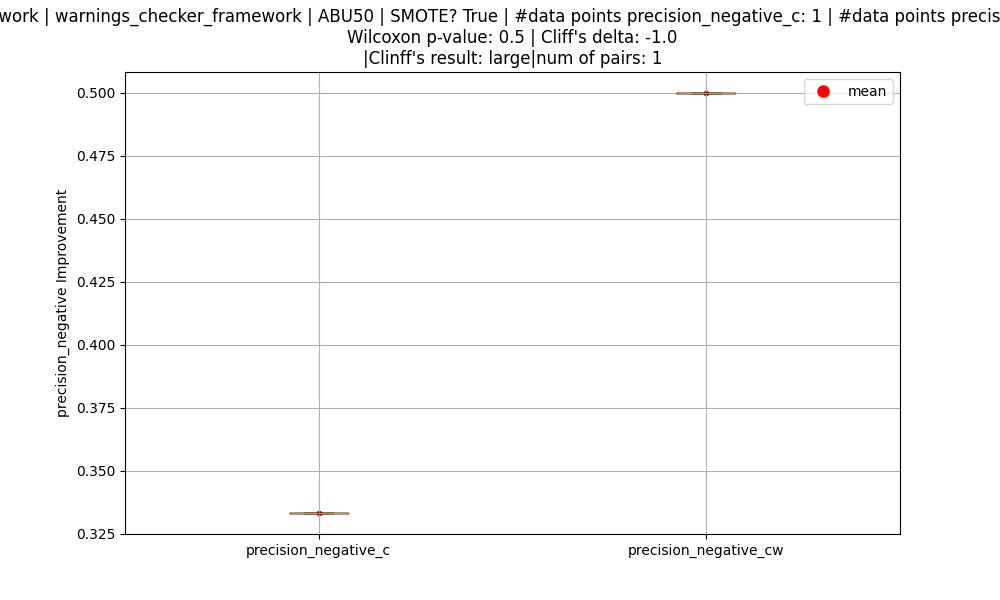 work | warnings_checker_framework | ABU50 | SMOTE? True | #data points precision_negative_c: 1 | #data points precis
Wilcoxon p-value: 0.5 | Cliff's delta: -1.0
|Clinff's result: large|num of pairs: 1
mean
0.500
0.475
0.450
0.425
0.400
0.375
0.350
0.325
precision_negative Improvement
precision_negative_c
precision_negative_cw